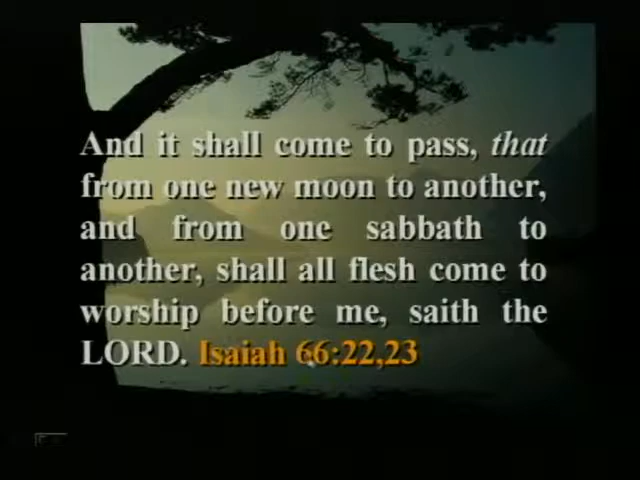 And it shall come to pass, that
from one new moon to another,
and from one sabbath to
another, shall all flesh come to
worship before me, saith the
LORD. Isaiah 66:22,23